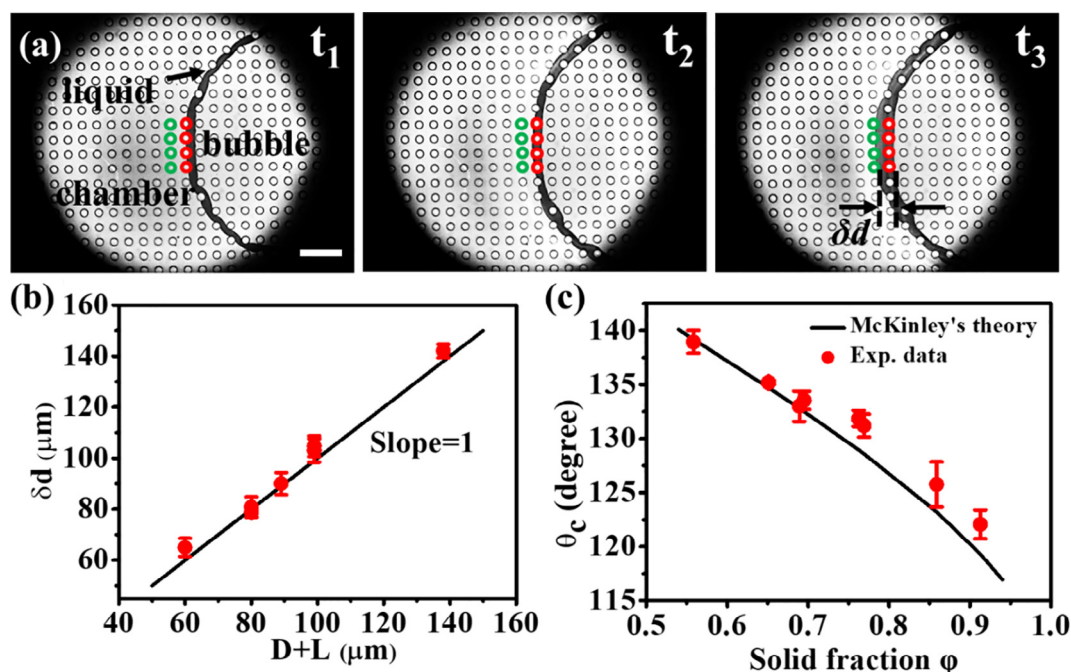 (a)
t1
t2
t3
liquid
bubble
chamber
δd
(b)
160
140
120
100
80
60
δd (μm)
Slope=1
40 60 80 100 120 140 160
D+L (μm)
(c)
140
135
130
125
120
115
θc (degree)
McKinley's theory
Exp. data
0.5 0.6 0.7 0.8 0.9 1.0
Solid fraction φ